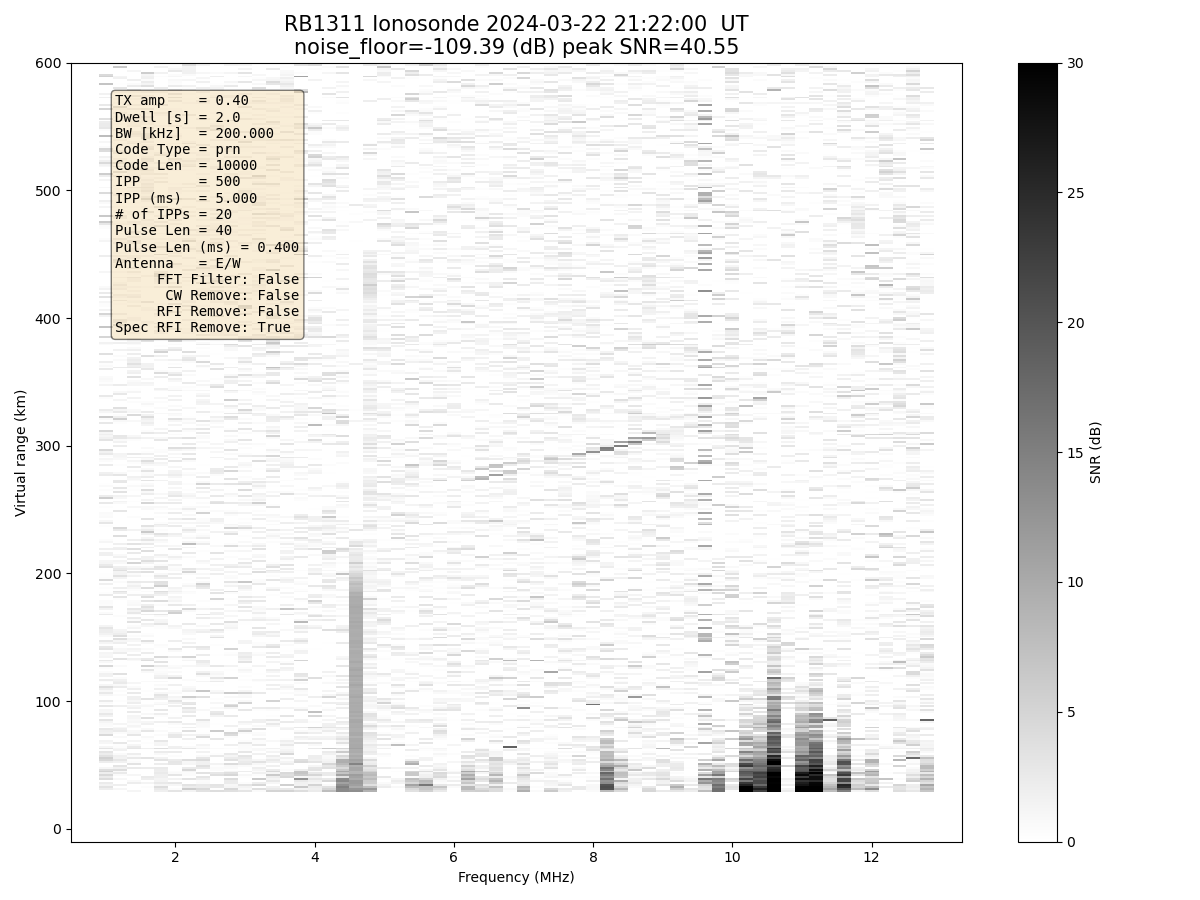 RB1311 Ionosonde 2024-03-22 21:22:00  UT
noise_floor=-109.39 (dB) peak SNR=40.55
TX amp    = 0.40
Dwell [s] = 2.0
BW [kHz]  = 200.000
Code Type = prn
Code Len  = 10000
IPP       = 500
IPP (ms)  = 5.000
# of IPPs = 20
Pulse Len = 40
Pulse Len (ms) = 0.400
Antenna   = E/W
FFT Filter: False
CW Remove: False
RFI Remove: False
Spec RFI Remove: True
600
500
400
300
200
100
0
Virtual range (km)
2 4 6 8 10 12
Frequency (MHz)
30
25
20
15
10
5
0
SNR (dB)